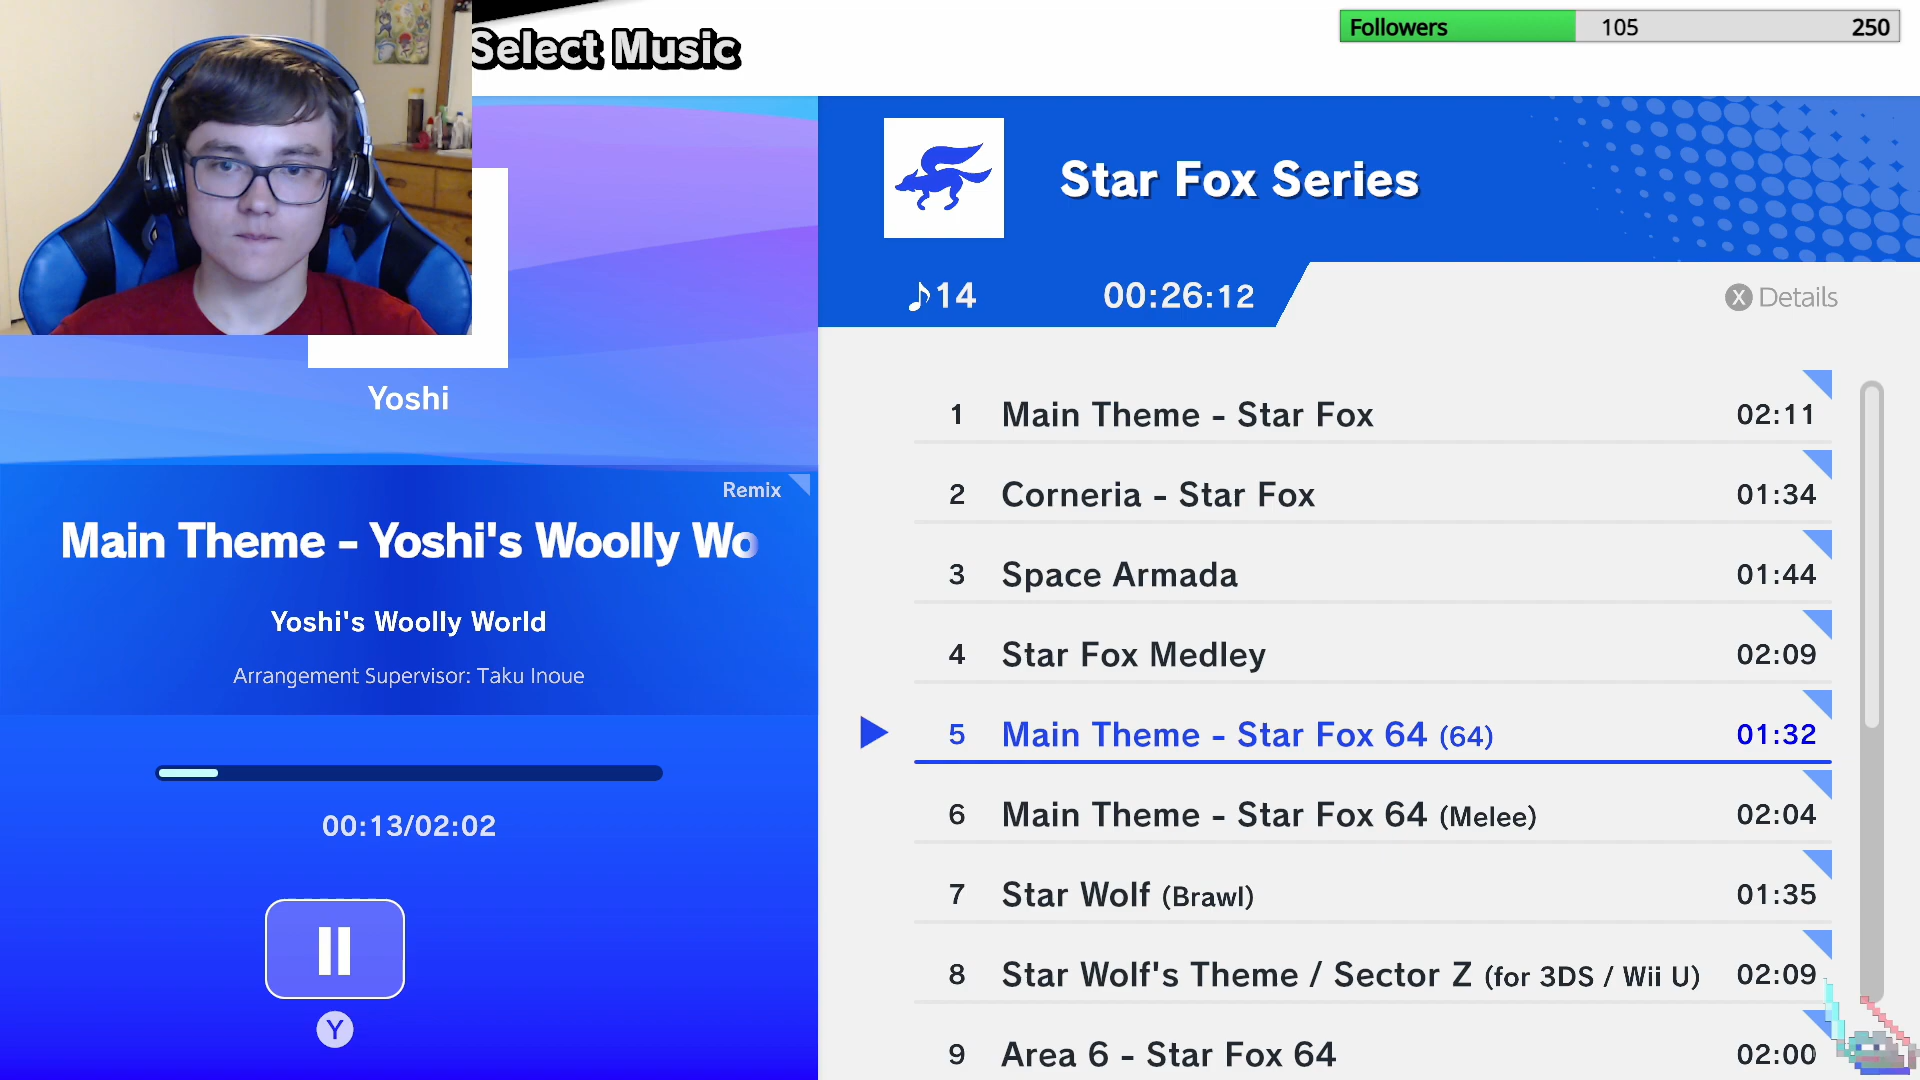 Select Music
Followers 105 250
Star Fox Series
14 00:26:12
X Details
Yoshi
Remix
Main Theme - Yoshi's Woolly Wo
Yoshi's Woolly World
Arrangement Supervisor: Taku Inoue
00:13/02:02
Y
1 Main Theme - Star Fox 02:11
2 Corneria - Star Fox 01:34
3 Space Armada 01:44
4 Star Fox Medley 02:09
5 Main Theme - Star Fox 64 (64) 01:32
6 Main Theme - Star Fox 64 (Melee) 02:04
7 Star Wolf (Brawl) 01:35
8 Star Wolf's Theme / Sector Z (for 3DS / Wii U) 02:09
9 Area 6 - Star Fox 64 02:00